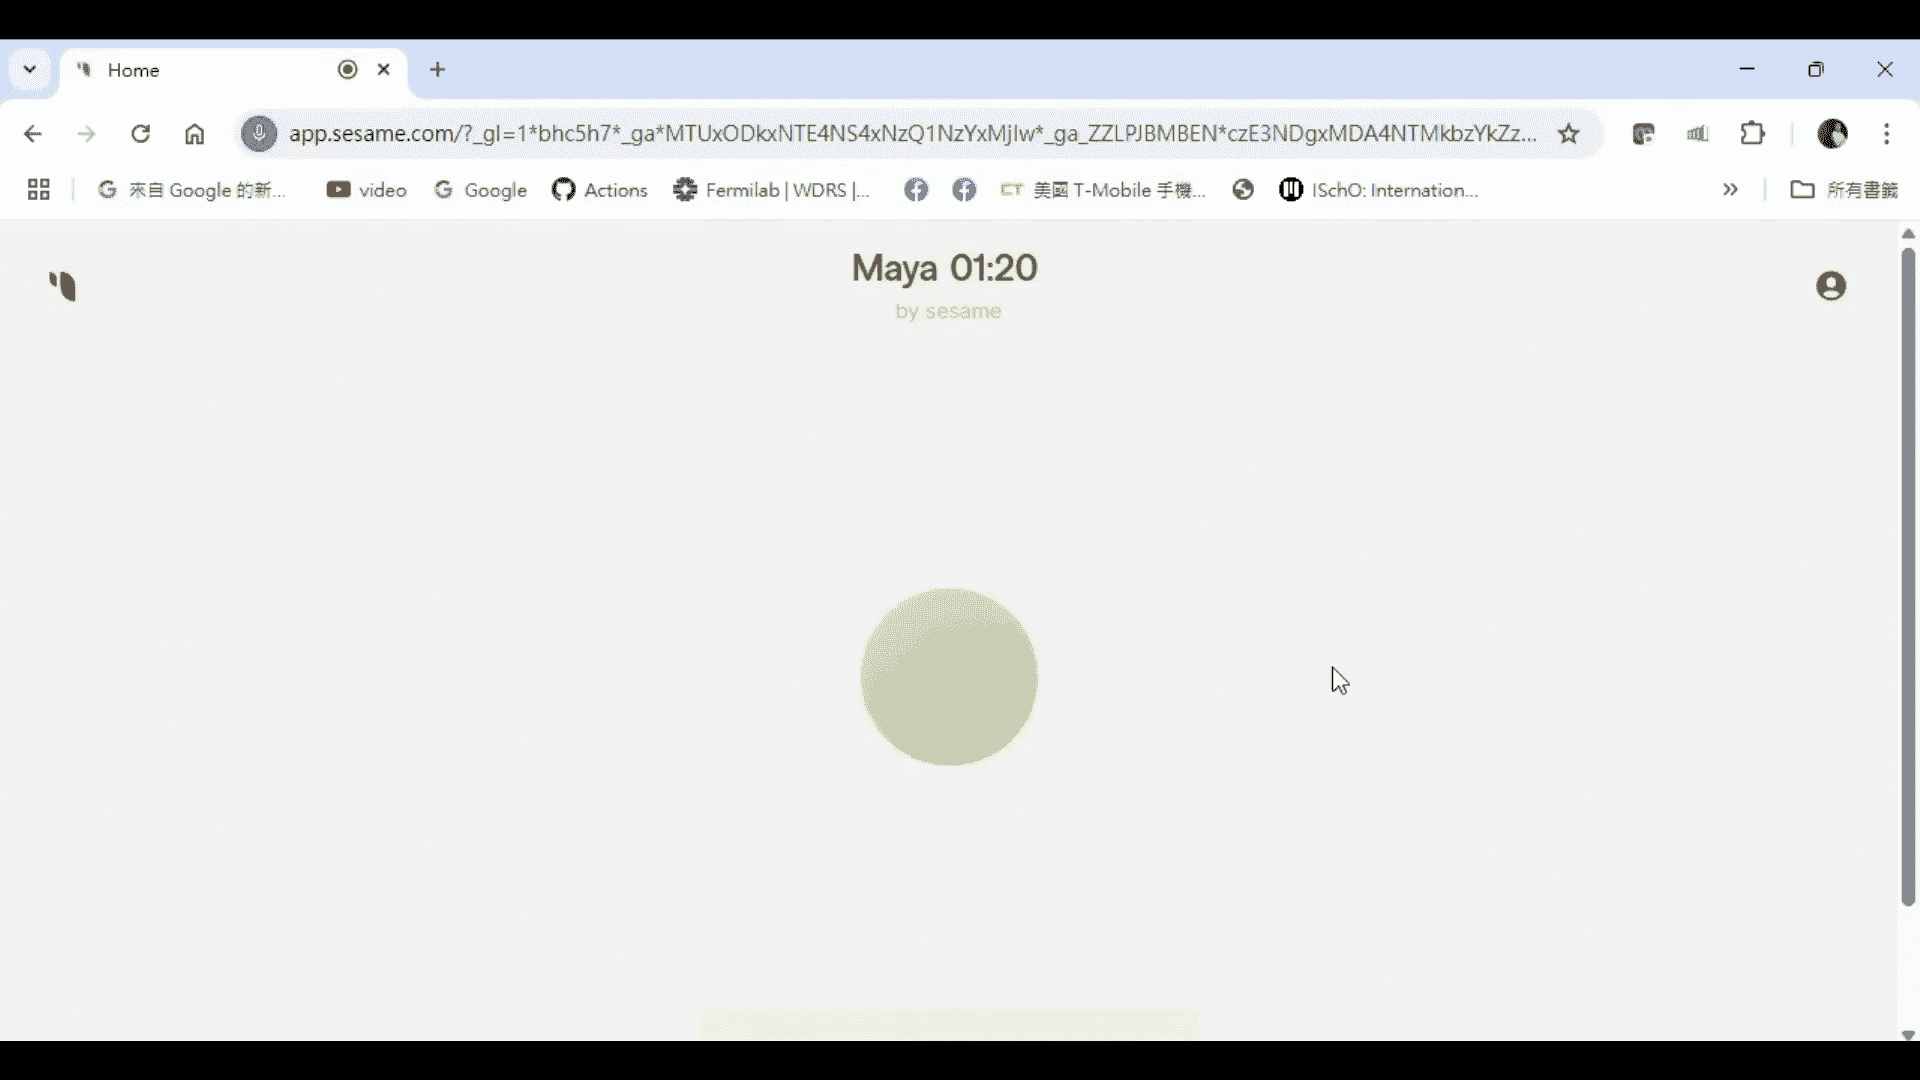 Home
app.sesame.com/?_gl=1*bhc5h7*_ga*MTUxODkxNTE4NS4xNzQ1NzYxMjIw*_ga_ZZLPJBMBEN*czE3NDgxMDA4NTMkbzYkZz...
來自 Google 的新...
video
Google
Actions
Fermilab | WDRS |...
CT 美國 T-Mobile 手機...
ISchO: Internation...
所有書籤
Maya 01:20
by sesame